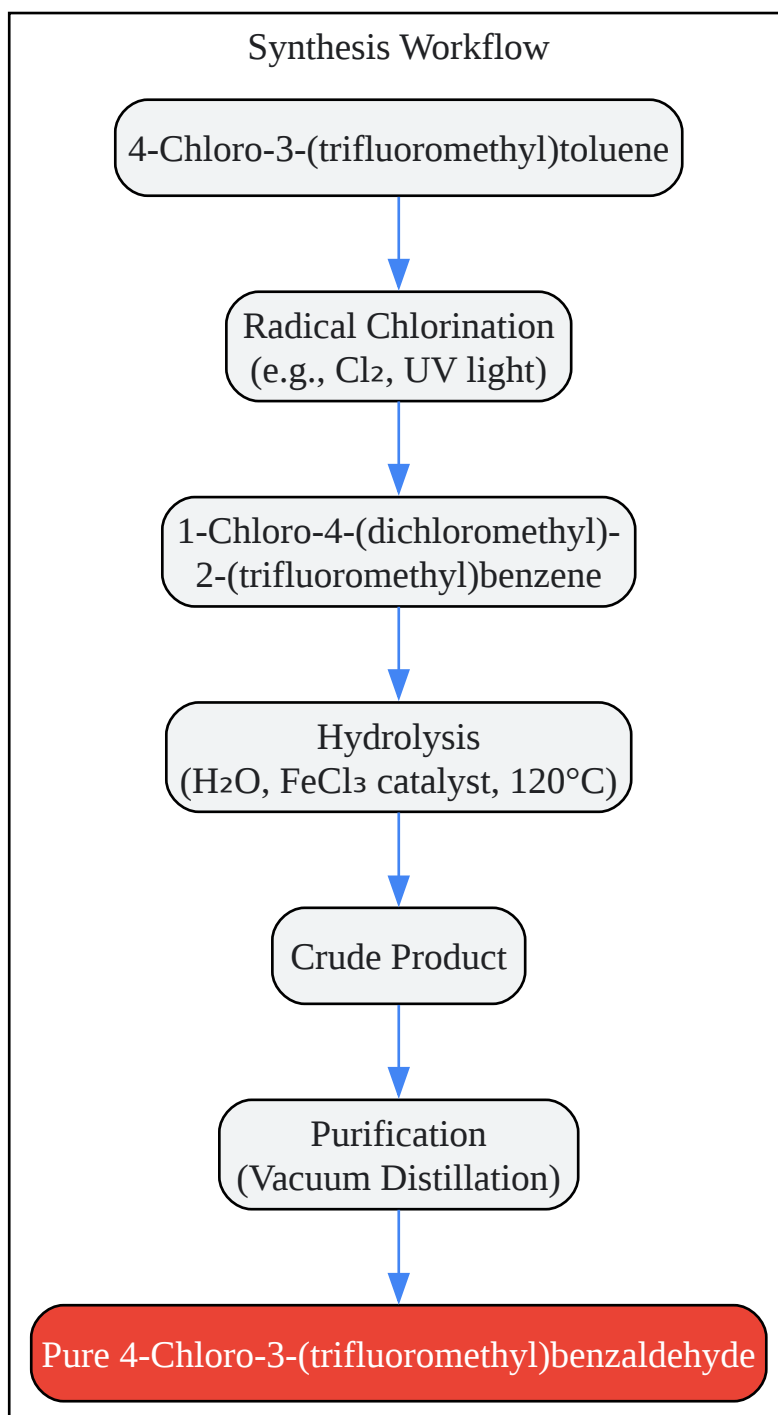 Synthesis Workflow
4-Chloro-3-(trifluoromethyl)toluene
Radical Chlorination
(e.g., Cl₂, UV light)
1-Chloro-4-(dichloromethyl)-
2-(trifluoromethyl)benzene
Hydrolysis
(H₂O, FeCl₃ catalyst, 120°C)
Crude Product
Purification
(Vacuum Distillation)
Pure 4-Chloro-3-(trifluoromethyl)benzaldehyde